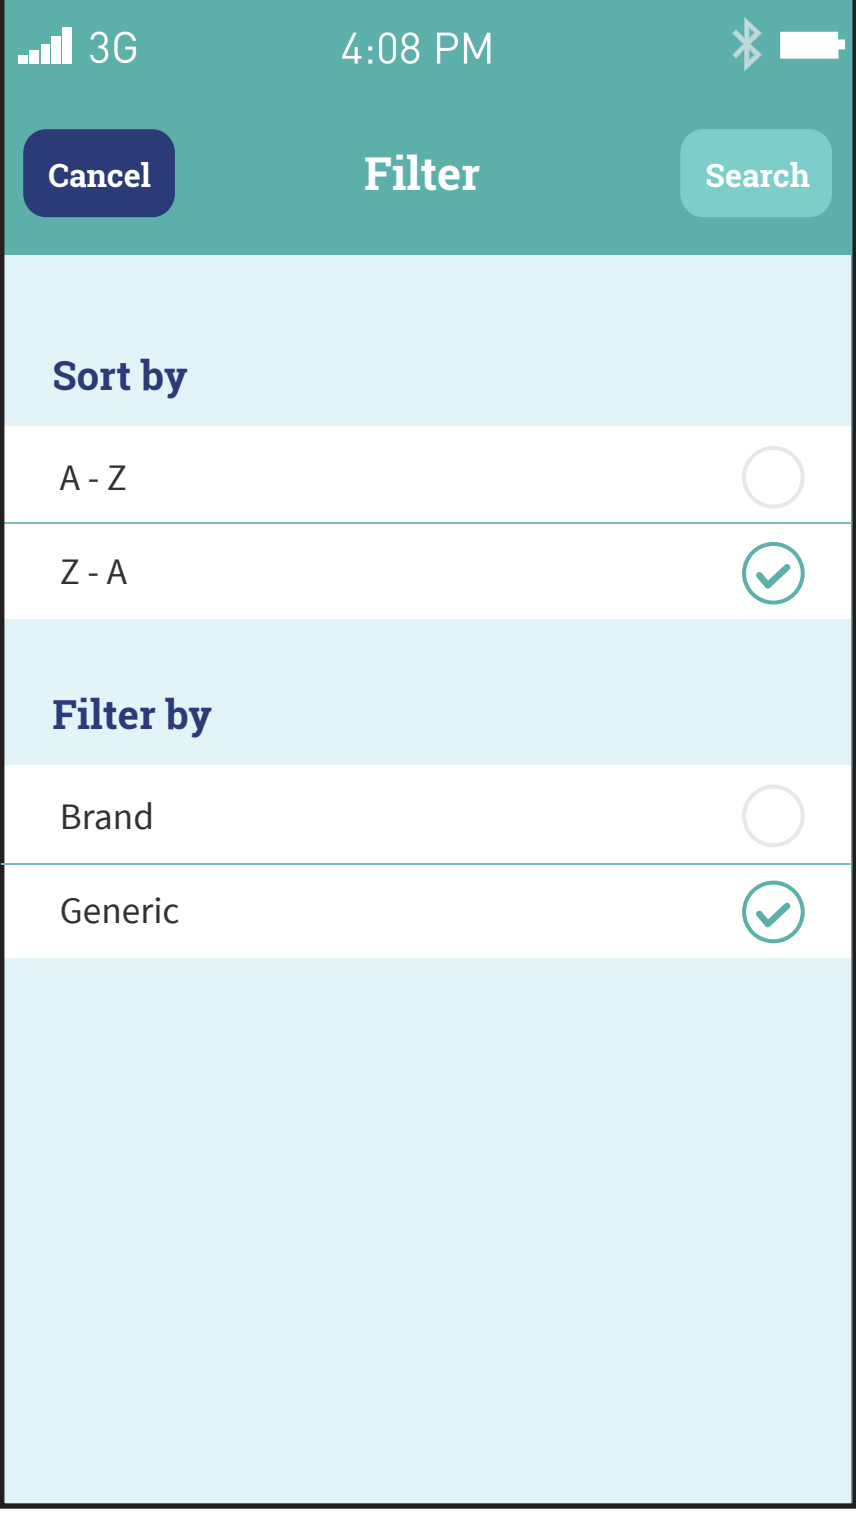 3G 4:08 PM
Cancel Filter Search
Sort by
A - Z
Z - A
Filter by
Brand
Generic